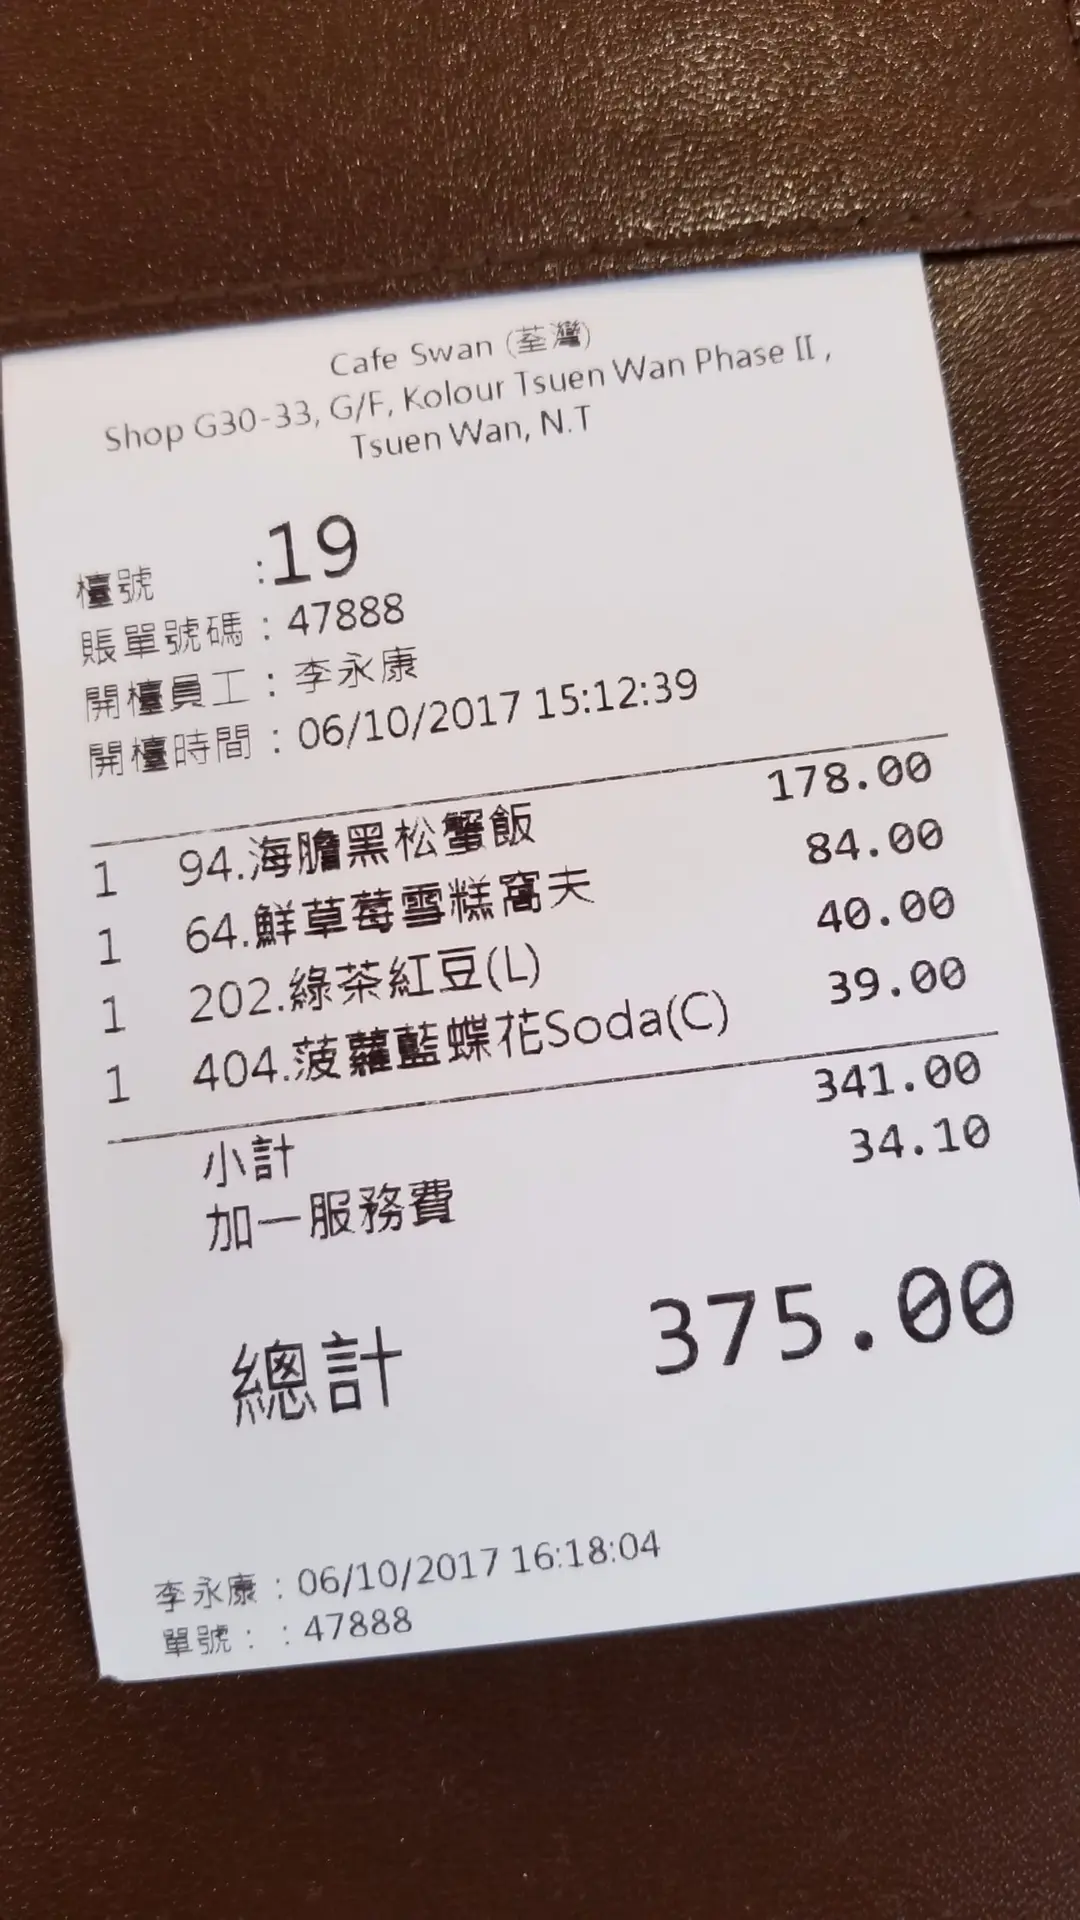 Cafe Swan (荃灣)
Shop G30-33, G/F, Kolour Tsuen Wan Phase II ,
Tsuen Wan, N.T
檯號 :19
賬單號碼 : 47888
開檯員工 : 李永康
開檯時間 : 06/10/2017 15:12:39
1 94.海膽黑松蟹飯 178.00
1 64.鮮草莓雪糕窩夫 84.00
1 202.綠茶紅豆(L) 40.00
1 404.菠蘿藍蝶花Soda(C) 39.00
小計 341.00
加一服務費 34.10
總計 375.00
李永康 : 06/10/2017 16:18:04
單號: : 47888